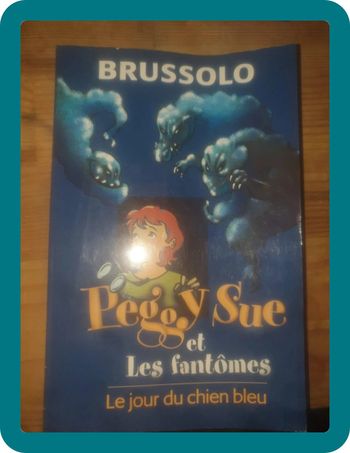 BRUSSOLO
Peggy Sue
et
Les fantômes
Le jour du chien bleu